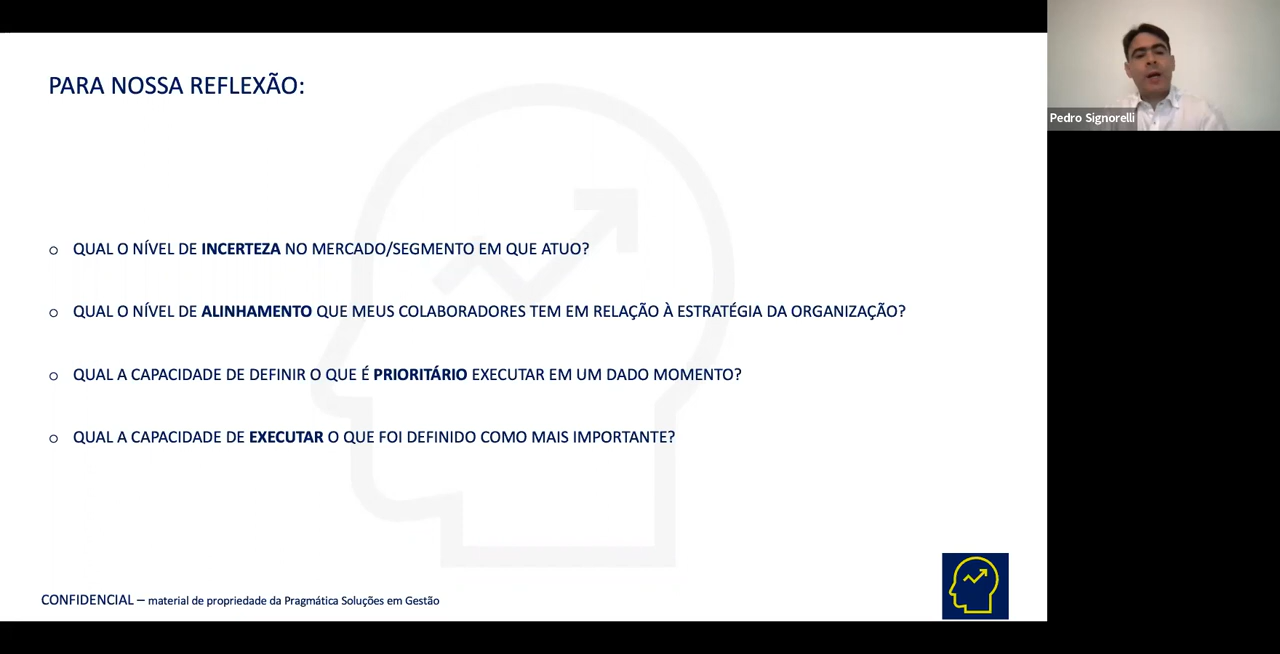 PARA NOSSA REFLEXÃO:
Pedro Signorelli
o QUAL O NÍVEL DE INCERTEZA NO MERCADO/SEGMENTO EM QUE ATUO?
o QUAL O NÍVEL DE ALINHAMENTO QUE MEUS COLABORADORES TEM EM RELAÇÃO À ESTRATÉGIA DA ORGANIZAÇÃO?
o QUAL A CAPACIDADE DE DEFINIR O QUE É PRIORITÁRIO EXECUTAR EM UM DADO MOMENTO?
o QUAL A CAPACIDADE DE EXECUTAR O QUE FOI DEFINIDO COMO MAIS IMPORTANTE?
CONFIDENCIAL – material de propriedade da Pragmática Soluções em Gestão